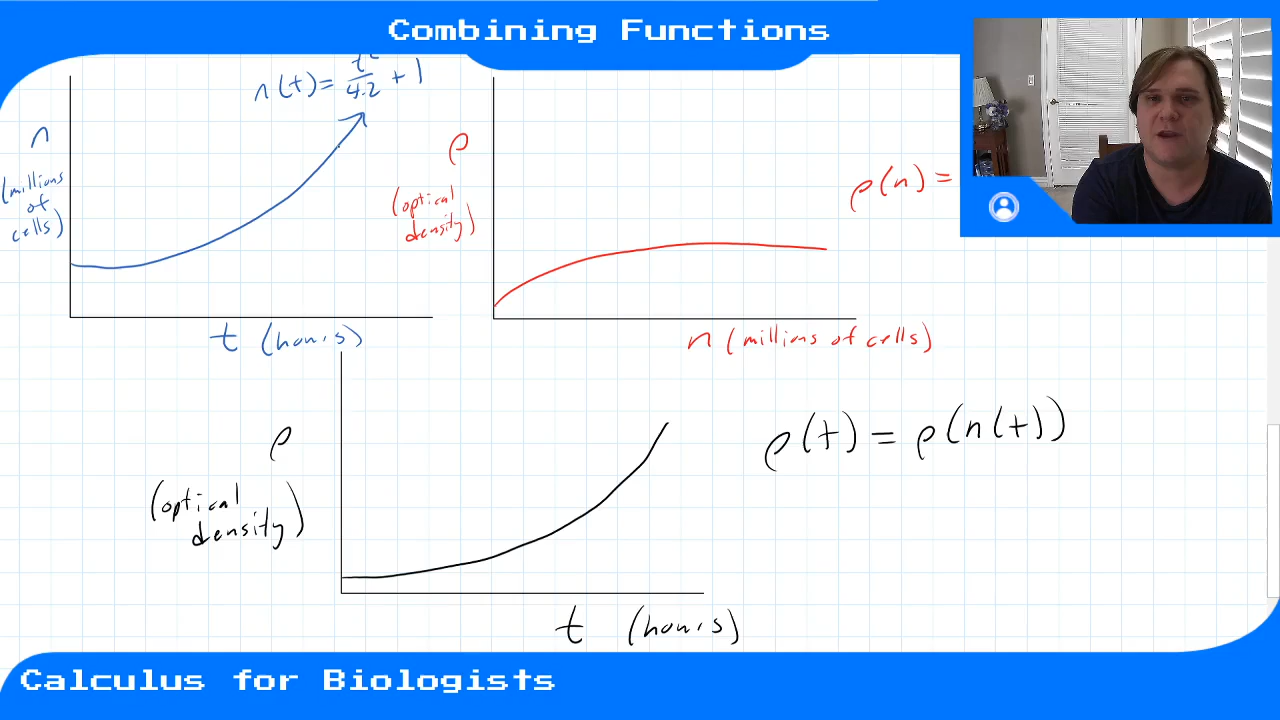 Combining Functions
n(t) = t²/4.2 + 1
n
(millions
of
cells)
t (hours)
ρ
(optical
density)
ρ(n) =
n (millions of cells)
ρ
(optical
density)
t (hours)
ρ(t) = ρ(n(t))
Calculus for Biologists